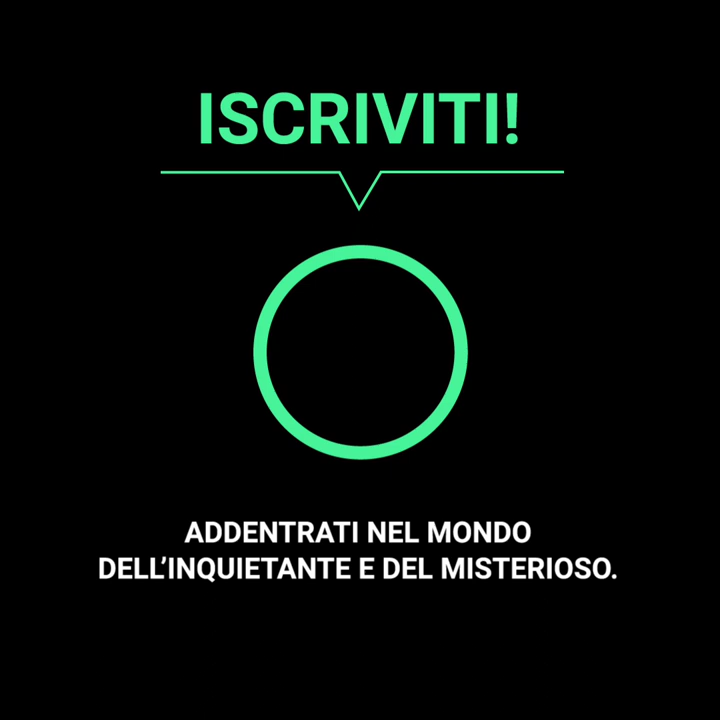 ISCRIVITI!
ADDENTRATI NEL MONDO
DELL’INQUIETANTE E DEL MISTERIOSO.